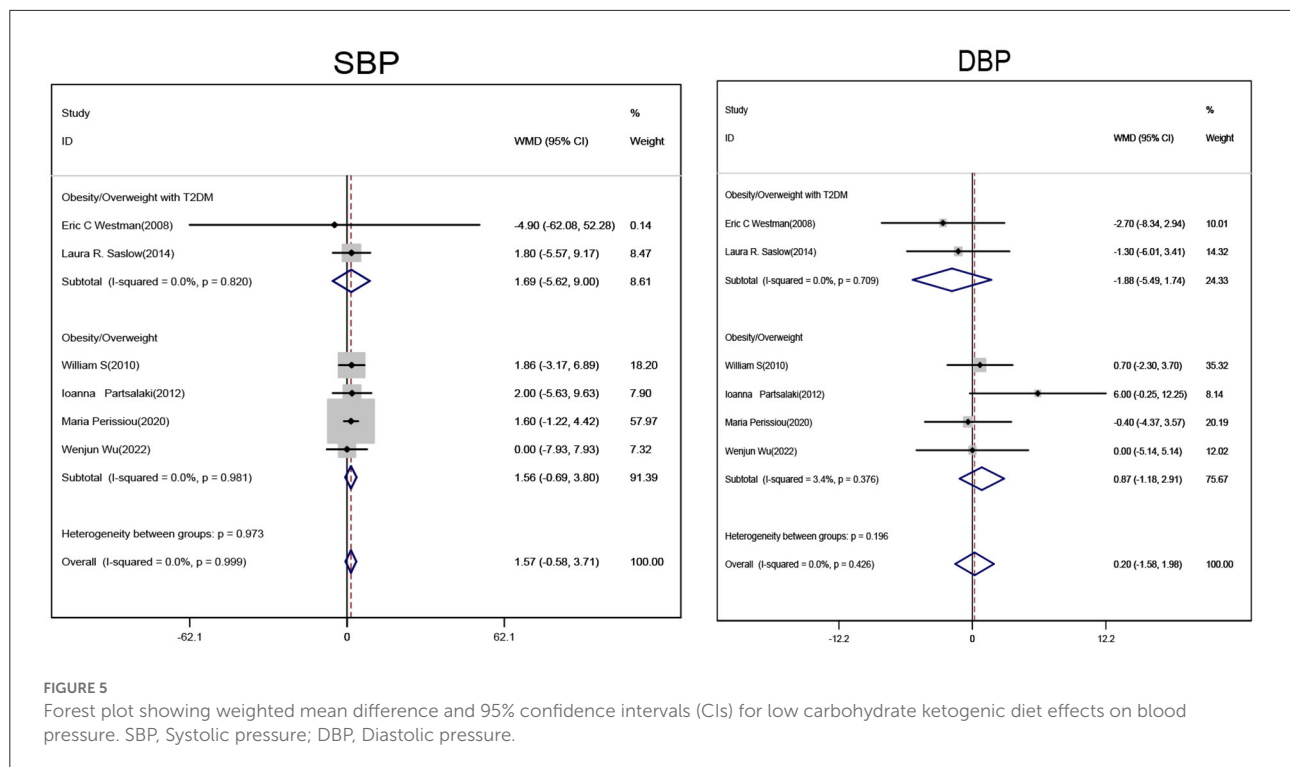 SBP
Study %
ID WMD (95% CI) Weight
Obesity/Overweight with T2DM
Eric C Westman(2008) -4.90 (-62.08, 52.28) 0.14
Laura R. Saslow(2014) 1.80 (-5.57, 9.17) 8.47
Subtotal (I-squared = 0.0%, p = 0.820) 1.69 (-5.62, 9.00) 8.61
Obesity/Overweight
William S(2010) 1.86 (-3.17, 6.89) 18.20
Ioanna Partsalaki(2012) 2.00 (-5.63, 9.63) 7.90
Maria Perissiou(2020) 1.60 (-1.22, 4.42) 57.97
Wenjun Wu(2022) 0.00 (-7.93, 7.93) 7.32
Subtotal (I-squared = 0.0%, p = 0.981) 1.56 (-0.69, 3.80) 91.39
Heterogeneity between groups: p = 0.973
Overall (I-squared = 0.0%, p = 0.999) 1.57 (-0.58, 3.71) 100.00
-62.1 0 62.1
DBP
Study %
ID WMD (95% CI) Weight
Obesity/Overweight with T2DM
Eric C Westman(2008) -2.70 (-8.34, 2.94) 10.01
Laura R. Saslow(2014) -1.30 (-6.01, 3.41) 14.32
Subtotal (I-squared = 0.0%, p = 0.709) -1.88 (-5.49, 1.74) 24.33
Obesity/Overweight
William S(2010) 0.70 (-2.30, 3.70) 35.32
Ioanna Partsalaki(2012) 6.00 (-0.25, 12.25) 8.14
Maria Perissiou(2020) -0.40 (-4.37, 3.57) 20.19
Wenjun Wu(2022) 0.00 (-5.14, 5.14) 12.02
Subtotal (I-squared = 3.4%, p = 0.376) 0.87 (-1.18, 2.91) 75.67
Heterogeneity between groups: p = 0.196
Overall (I-squared = 0.0%, p = 0.426) 0.20 (-1.58, 1.98) 100.00
-12.2 0 12.2
FIGURE 5
Forest plot showing weighted mean difference and 95% confidence intervals (CIs) for low carbohydrate ketogenic diet effects on blood
pressure. SBP, Systolic pressure; DBP, Diastolic pressure.